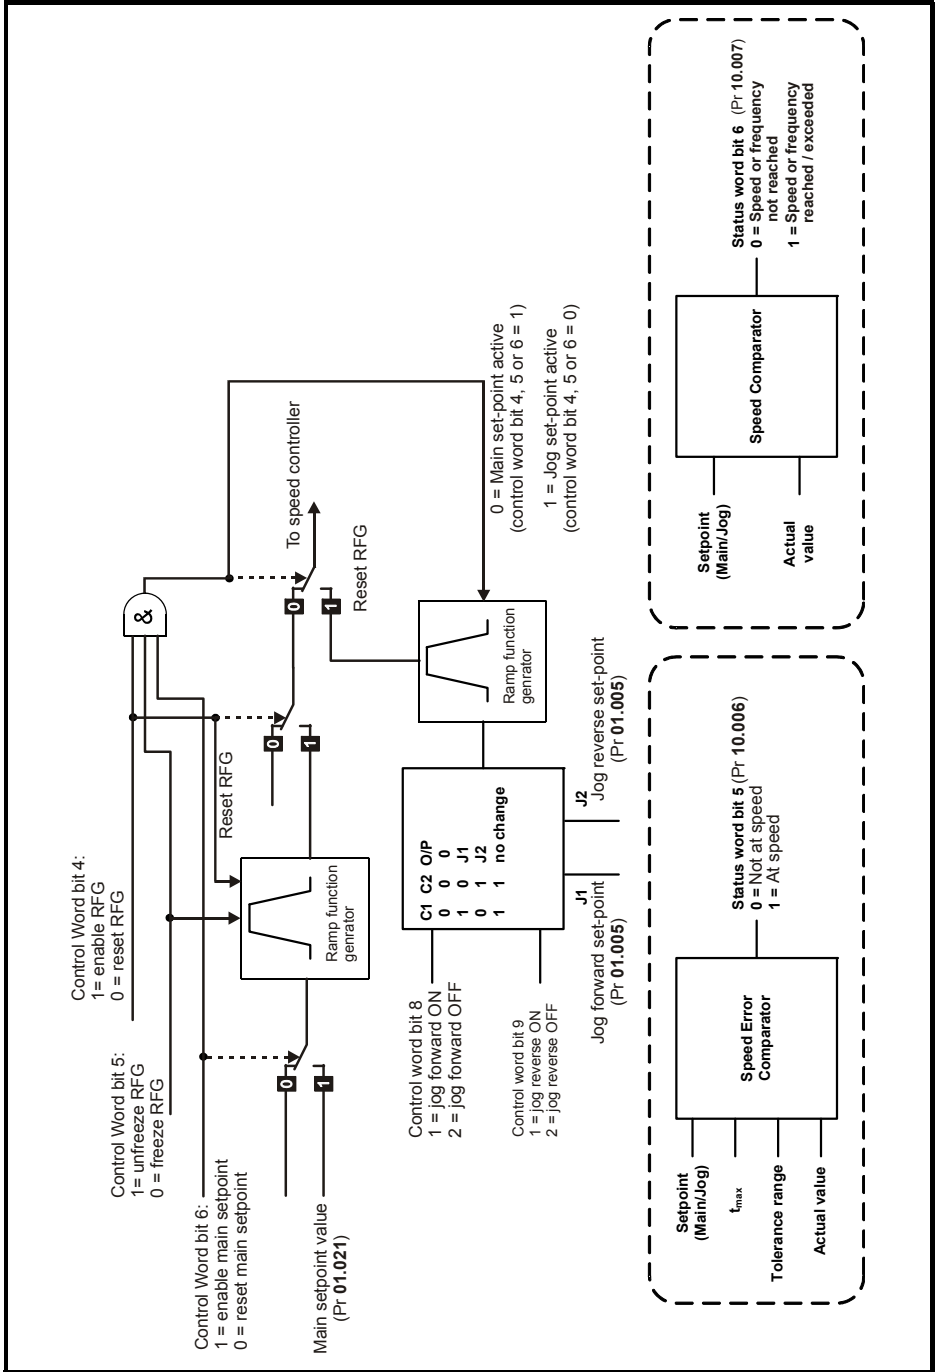 Control Word bit 4:
1= enable RFG
0 = reset RFG
Control Word bit 5:
1= unfreeze RFG
0 = freeze RFG
Control Word bit 6:
1 = enable main setpoint
0 = reset main setpoint
Main setpoint value
(Pr 01.021)
0
1
Ramp function
genrator
Reset RFG
0
1
&
0
1
Reset RFG
To speed controller
0 = Main set-point active
(control word bit 4, 5 or 6 = 1)
1 = Jog set-point active
(control word bit 4, 5 or 6 = 0)
Ramp function
genrator
Control word bit 8
1 = jog forward ON
2 = jog forward OFF
Control word bit 9
1 = jog reverse ON
2 = jog reverse OFF
C1 C2 O/P
0 0 0
1 0 J1
0 1 J2
1 1 no change
J1
Jog forward set-point
(Pr 01.005)
J2
Jog reverse set-point
(Pr 01.005)
Setpoint
(Main/Jog)
tmax
Tolerance range
Actual value
Speed Error
Comparator
Status word bit 5 (Pr 10.006)
0 = Not at speed
1 = At speed
Setpoint
(Main/Jog)
Actual
value
Speed Comparator
Status word bit 6 (Pr 10.007)
0 = Speed or frequency
not reached
1 = Speed or frequency
reached / exceeded